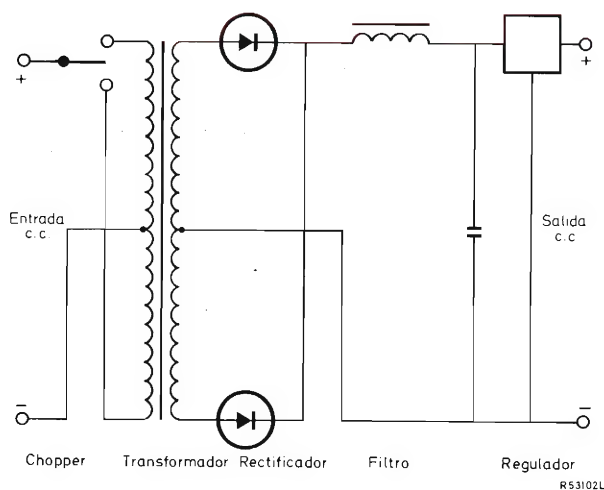 +
+
Entrada
c.c.
Salida
c.c
−
−
Chopper Transformador Rectificador Filtro Regulador
R53102L